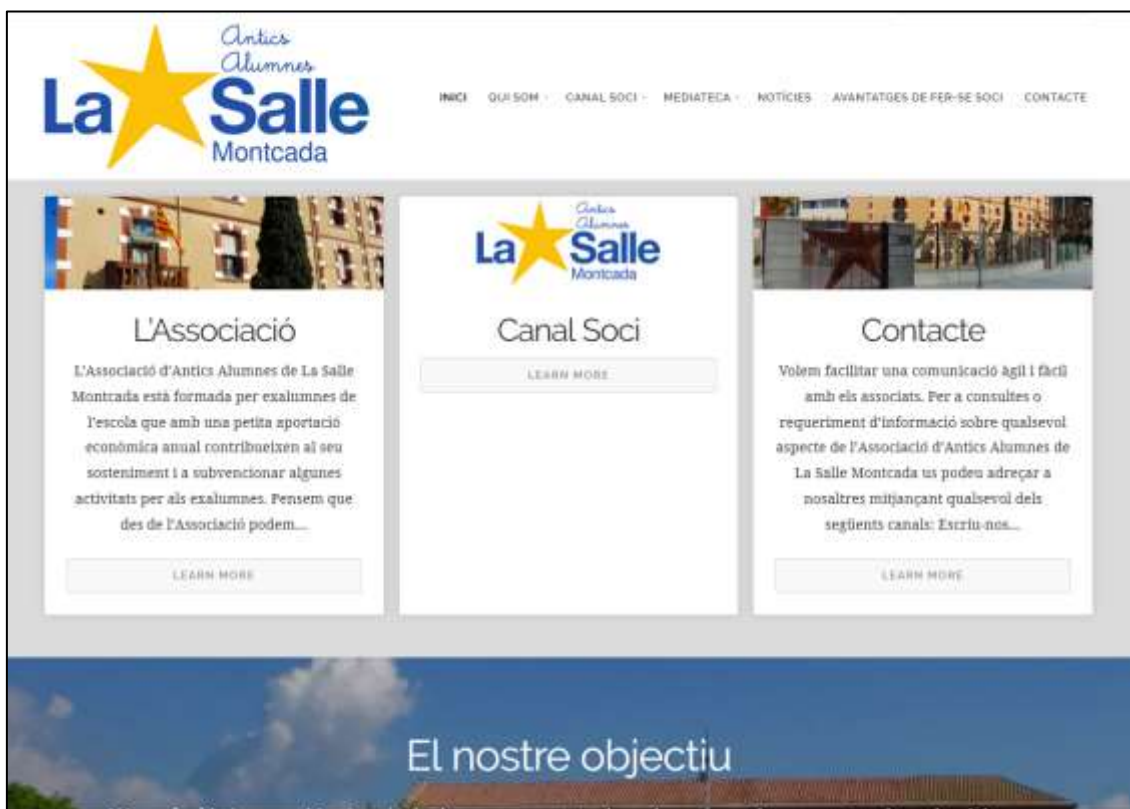 Antics
Alumnes
La Salle
Montcada
INICI QUI SOM CANAL SOCI MEDIATECA NOTÍCIES AVANTATGES DE FER-SE SOCI CONTACTE
L'Associació
L'Associació d'Antics Alumnes de La Salle
Montcada està formada per exalumnes de
l'escola que amb una petita aportació
econòmica anual contribueixen al seu
sosteniment i a subvencionar algunes
activitats per als exalumnes. Pensem que
des de l'Associació podem...
LEARN MORE
Antics
Alumnes
La Salle
Montcada
Canal Soci
LEARN MORE
Contacte
Volem facilitar una comunicació àgil i fàcil
amb els associats. Per a consultes o
requeriment d'informació sobre qualsevol
aspecte de l'Associació d'Antics Alumnes de
La Salle Montcada us podeu adreçar a
nosaltres mitjançant qualsevol dels
següents canals: Escriu-nos...
LEARN MORE
El nostre objectiu